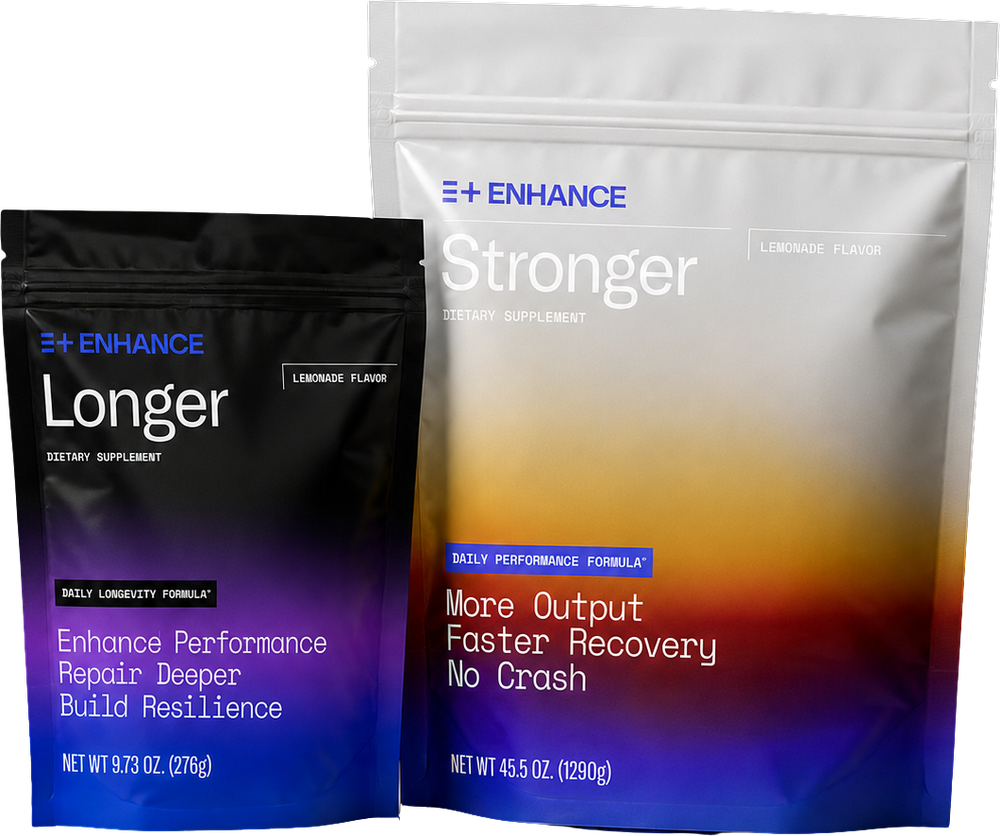 E+ ENHANCE
Longer
LEMONADE FLAVOR
DIETARY SUPPLEMENT
DAILY LONGEVITY FORMULA*
Enhance Performance
Repair Deeper
Build Resilience
NET WT 9.73 OZ. (276g)
E+ ENHANCE
Stronger
LEMONADE FLAVOR
DIETARY SUPPLEMENT
DAILY PERFORMANCE FORMULA*
More Output
Faster Recovery
No Crash
NET WT 45.5 OZ. (1290g)